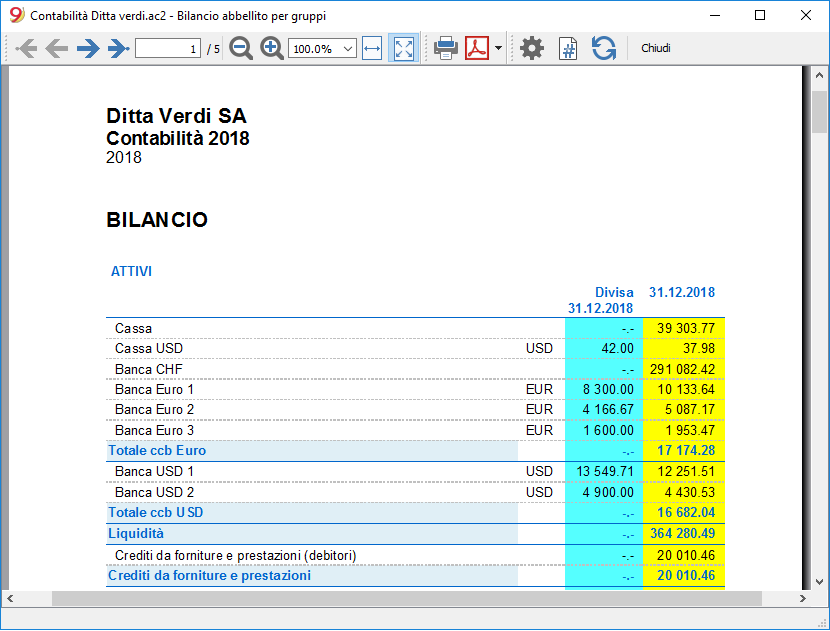 Contabilità Ditta verdi.ac2 - Bilancio abbellito per gruppi
1 / 5 100.0% Chiudi
Ditta Verdi SA
Contabilità 2018
2018
BILANCIO
ATTIVI
Divisa 31.12.2018
31.12.2018
Cassa -.- 39 303.77
Cassa USD USD 42.00 37.98
Banca CHF -.- 291 082.42
Banca Euro 1 EUR 8 300.00 10 133.64
Banca Euro 2 EUR 4 166.67 5 087.17
Banca Euro 3 EUR 1 600.00 1 953.47
Totale ccb Euro -.- 17 174.28
Banca USD 1 USD 13 549.71 12 251.51
Banca USD 2 USD 4 900.00 4 430.53
Totale ccb USD -.- 16 682.04
Liquidità -.- 364 280.49
Crediti da forniture e prestazioni (debitori) -.- 20 010.46
Crediti da forniture e prestazioni -.- 20 010.46